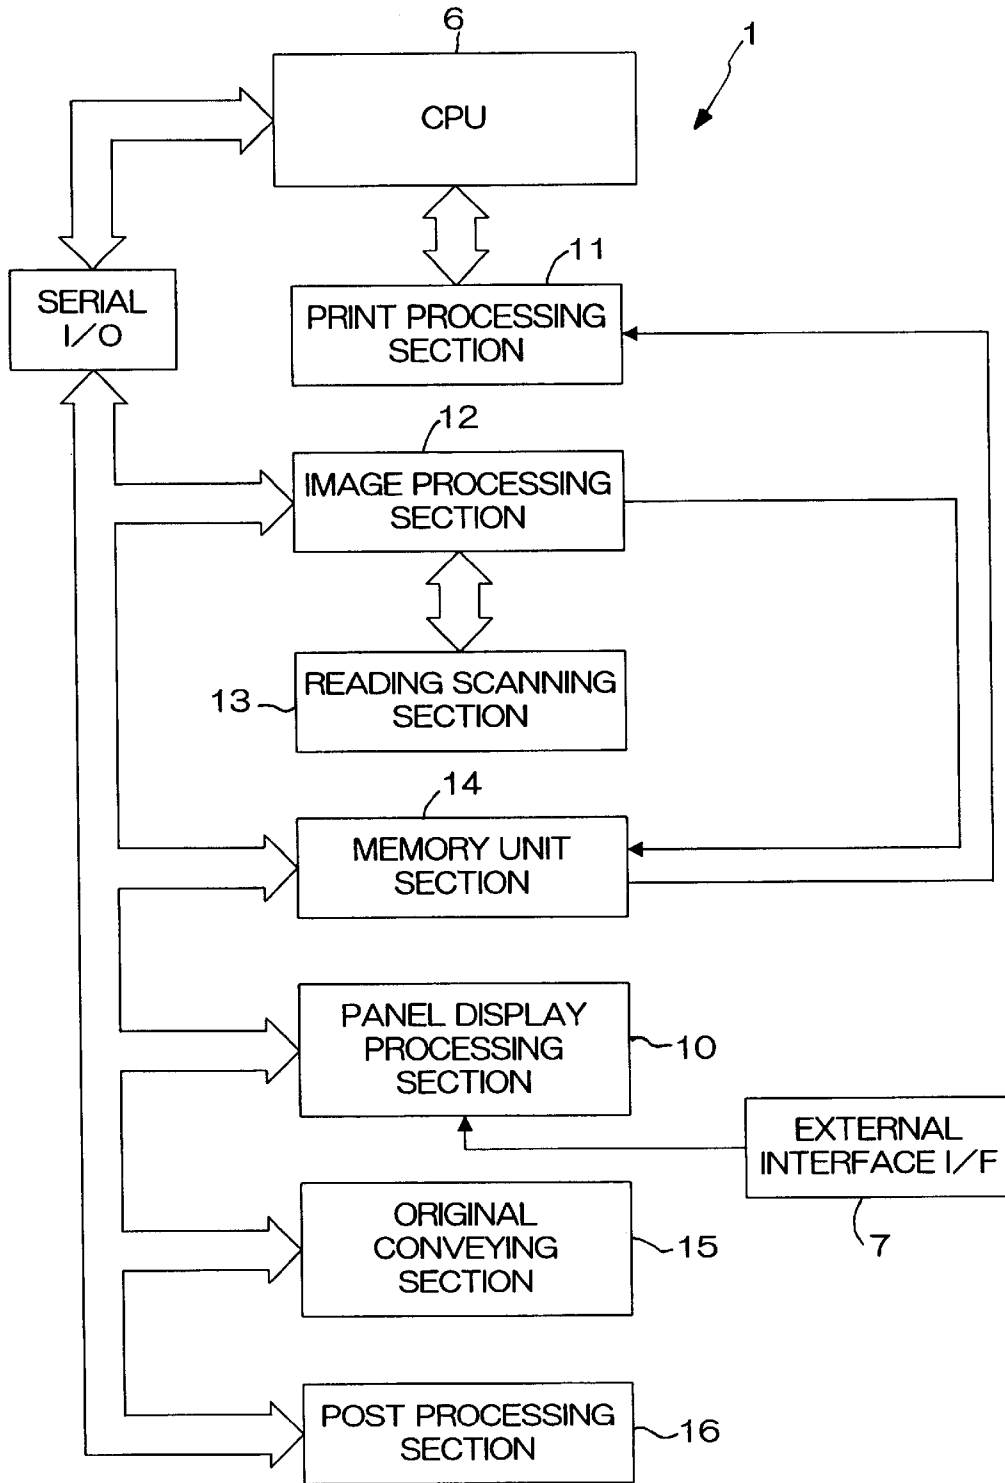 6
1
CPU
11
SERIAL
I/O
PRINT PROCESSING
SECTION
12
IMAGE PROCESSING
SECTION
READING SCANNING
SECTION
13
14
MEMORY UNIT
SECTION
PANEL DISPLAY
PROCESSING
SECTION
10
EXTERNAL
INTERFACE I/F
7
ORIGINAL
CONVEYING
SECTION
15
POST PROCESSING
SECTION
16